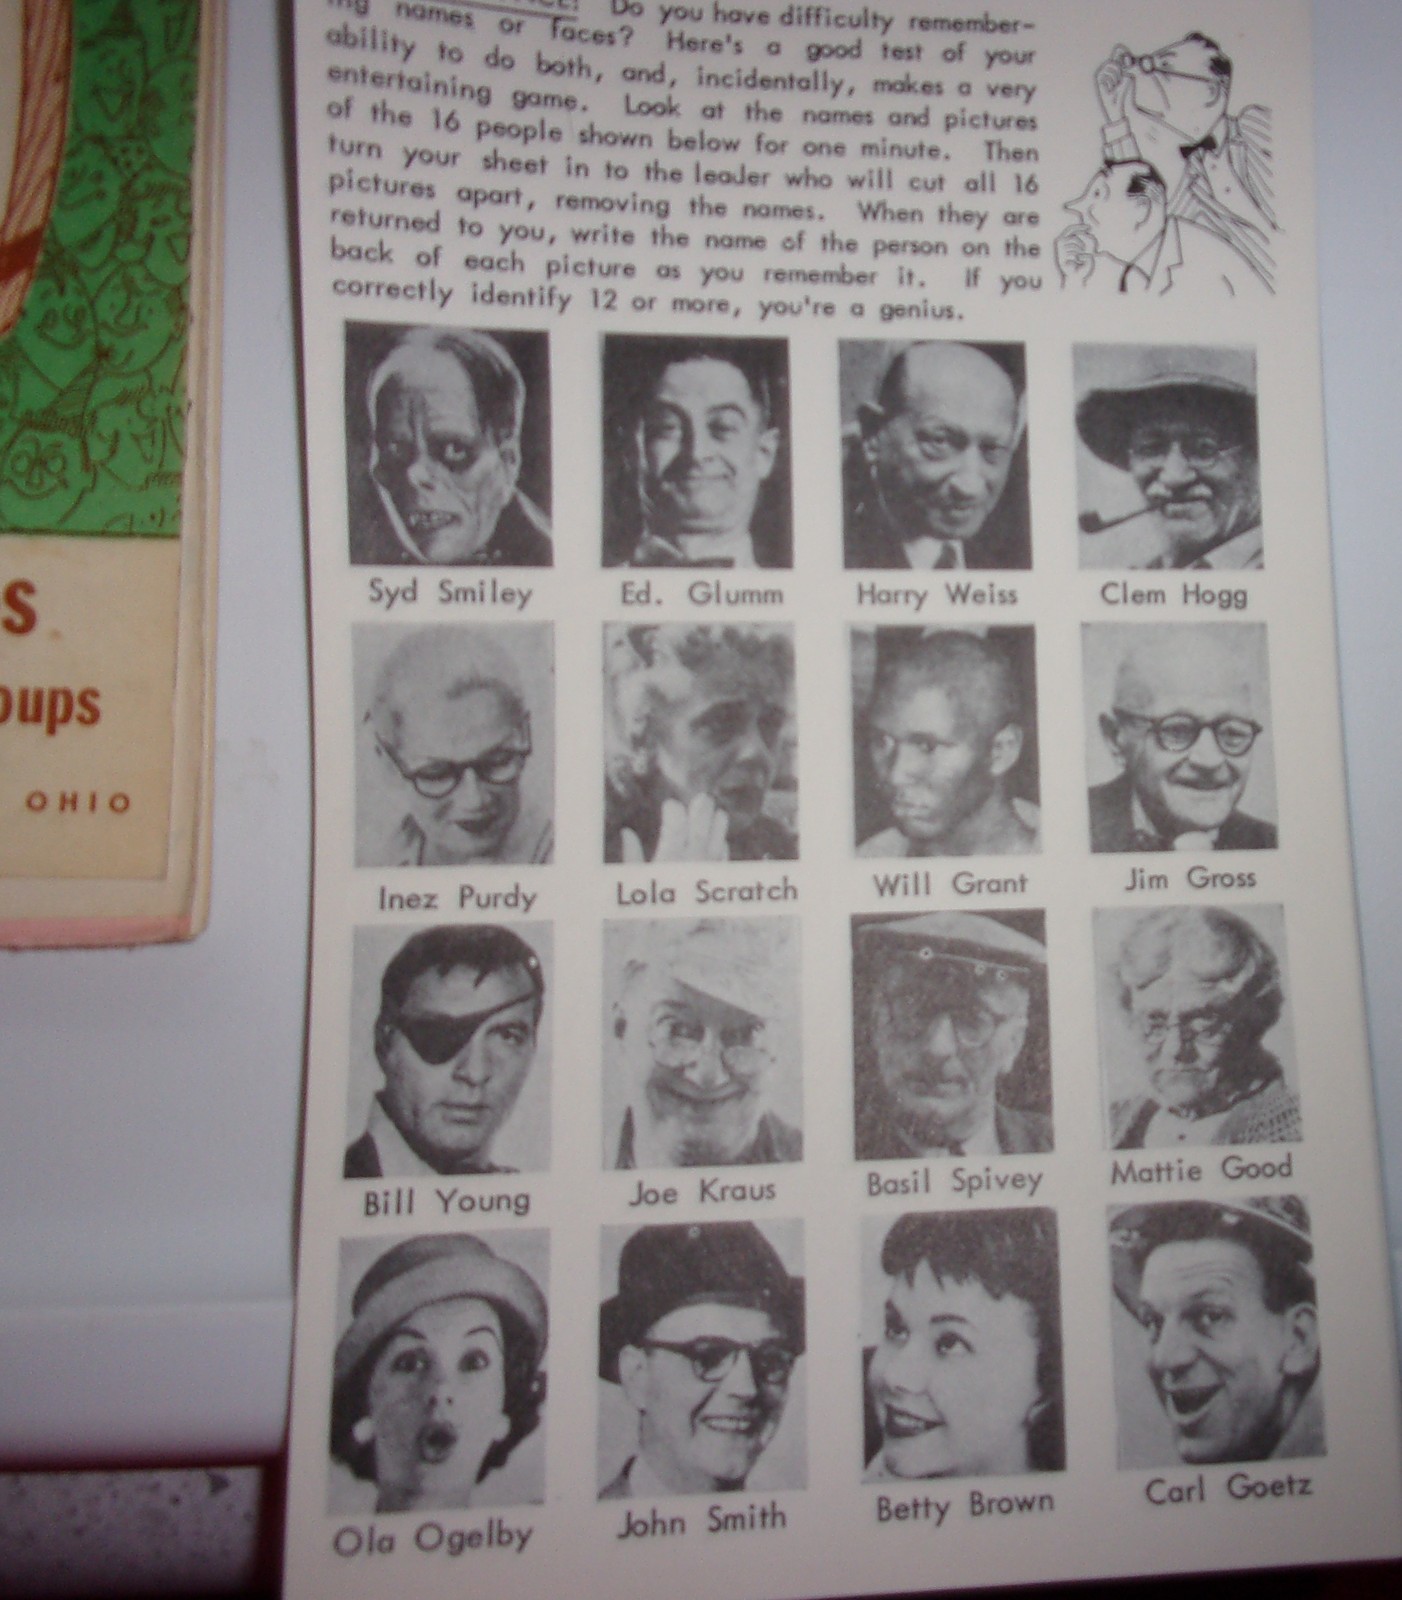 Do you have difficulty remember-
ing names or faces? Here's a good test of your
ability to do both, and, incidentally, makes a very
entertaining game. Look at the names and pictures
of the 16 people shown below for one minute. Then
turn your sheet in to the leader who will cut all 16
pictures apart, removing the names. When they are
returned to you, write the name of the person on the
back of each picture as you remember it. If you
correctly identify 12 or more, you're a genius.
Syd Smiley Ed. Glumm Harry Weiss Clem Hogg
Inez Purdy Lola Scratch Will Grant Jim Gross
Bill Young Joe Kraus Basil Spivey Mattie Good
Ola Ogelby John Smith Betty Brown Carl Goetz
s
oups
OHIO